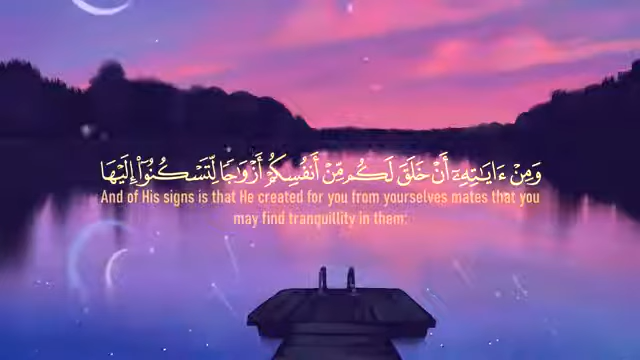 وَمِنْ ءَايَـٰتِهِۦٓ أَنْ خَلَقَ لَكُم مِّنْ أَنفُسِكُمْ أَزْوَٰجًا لِّتَسْكُنُوٓا۟ إِلَيْهَا
And of His signs is that He created for you from yourselves mates that you
may find tranquillity in them;